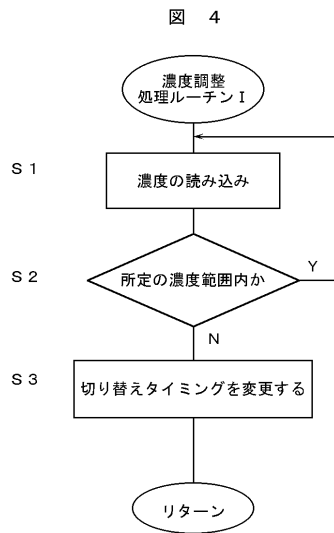 図 4
濃度調整
処理ルーチンⅠ
S1
濃度の読み込み
S2
所定の濃度範囲内か
Y
N
S3
切り替えタイミングを変更する
リターン